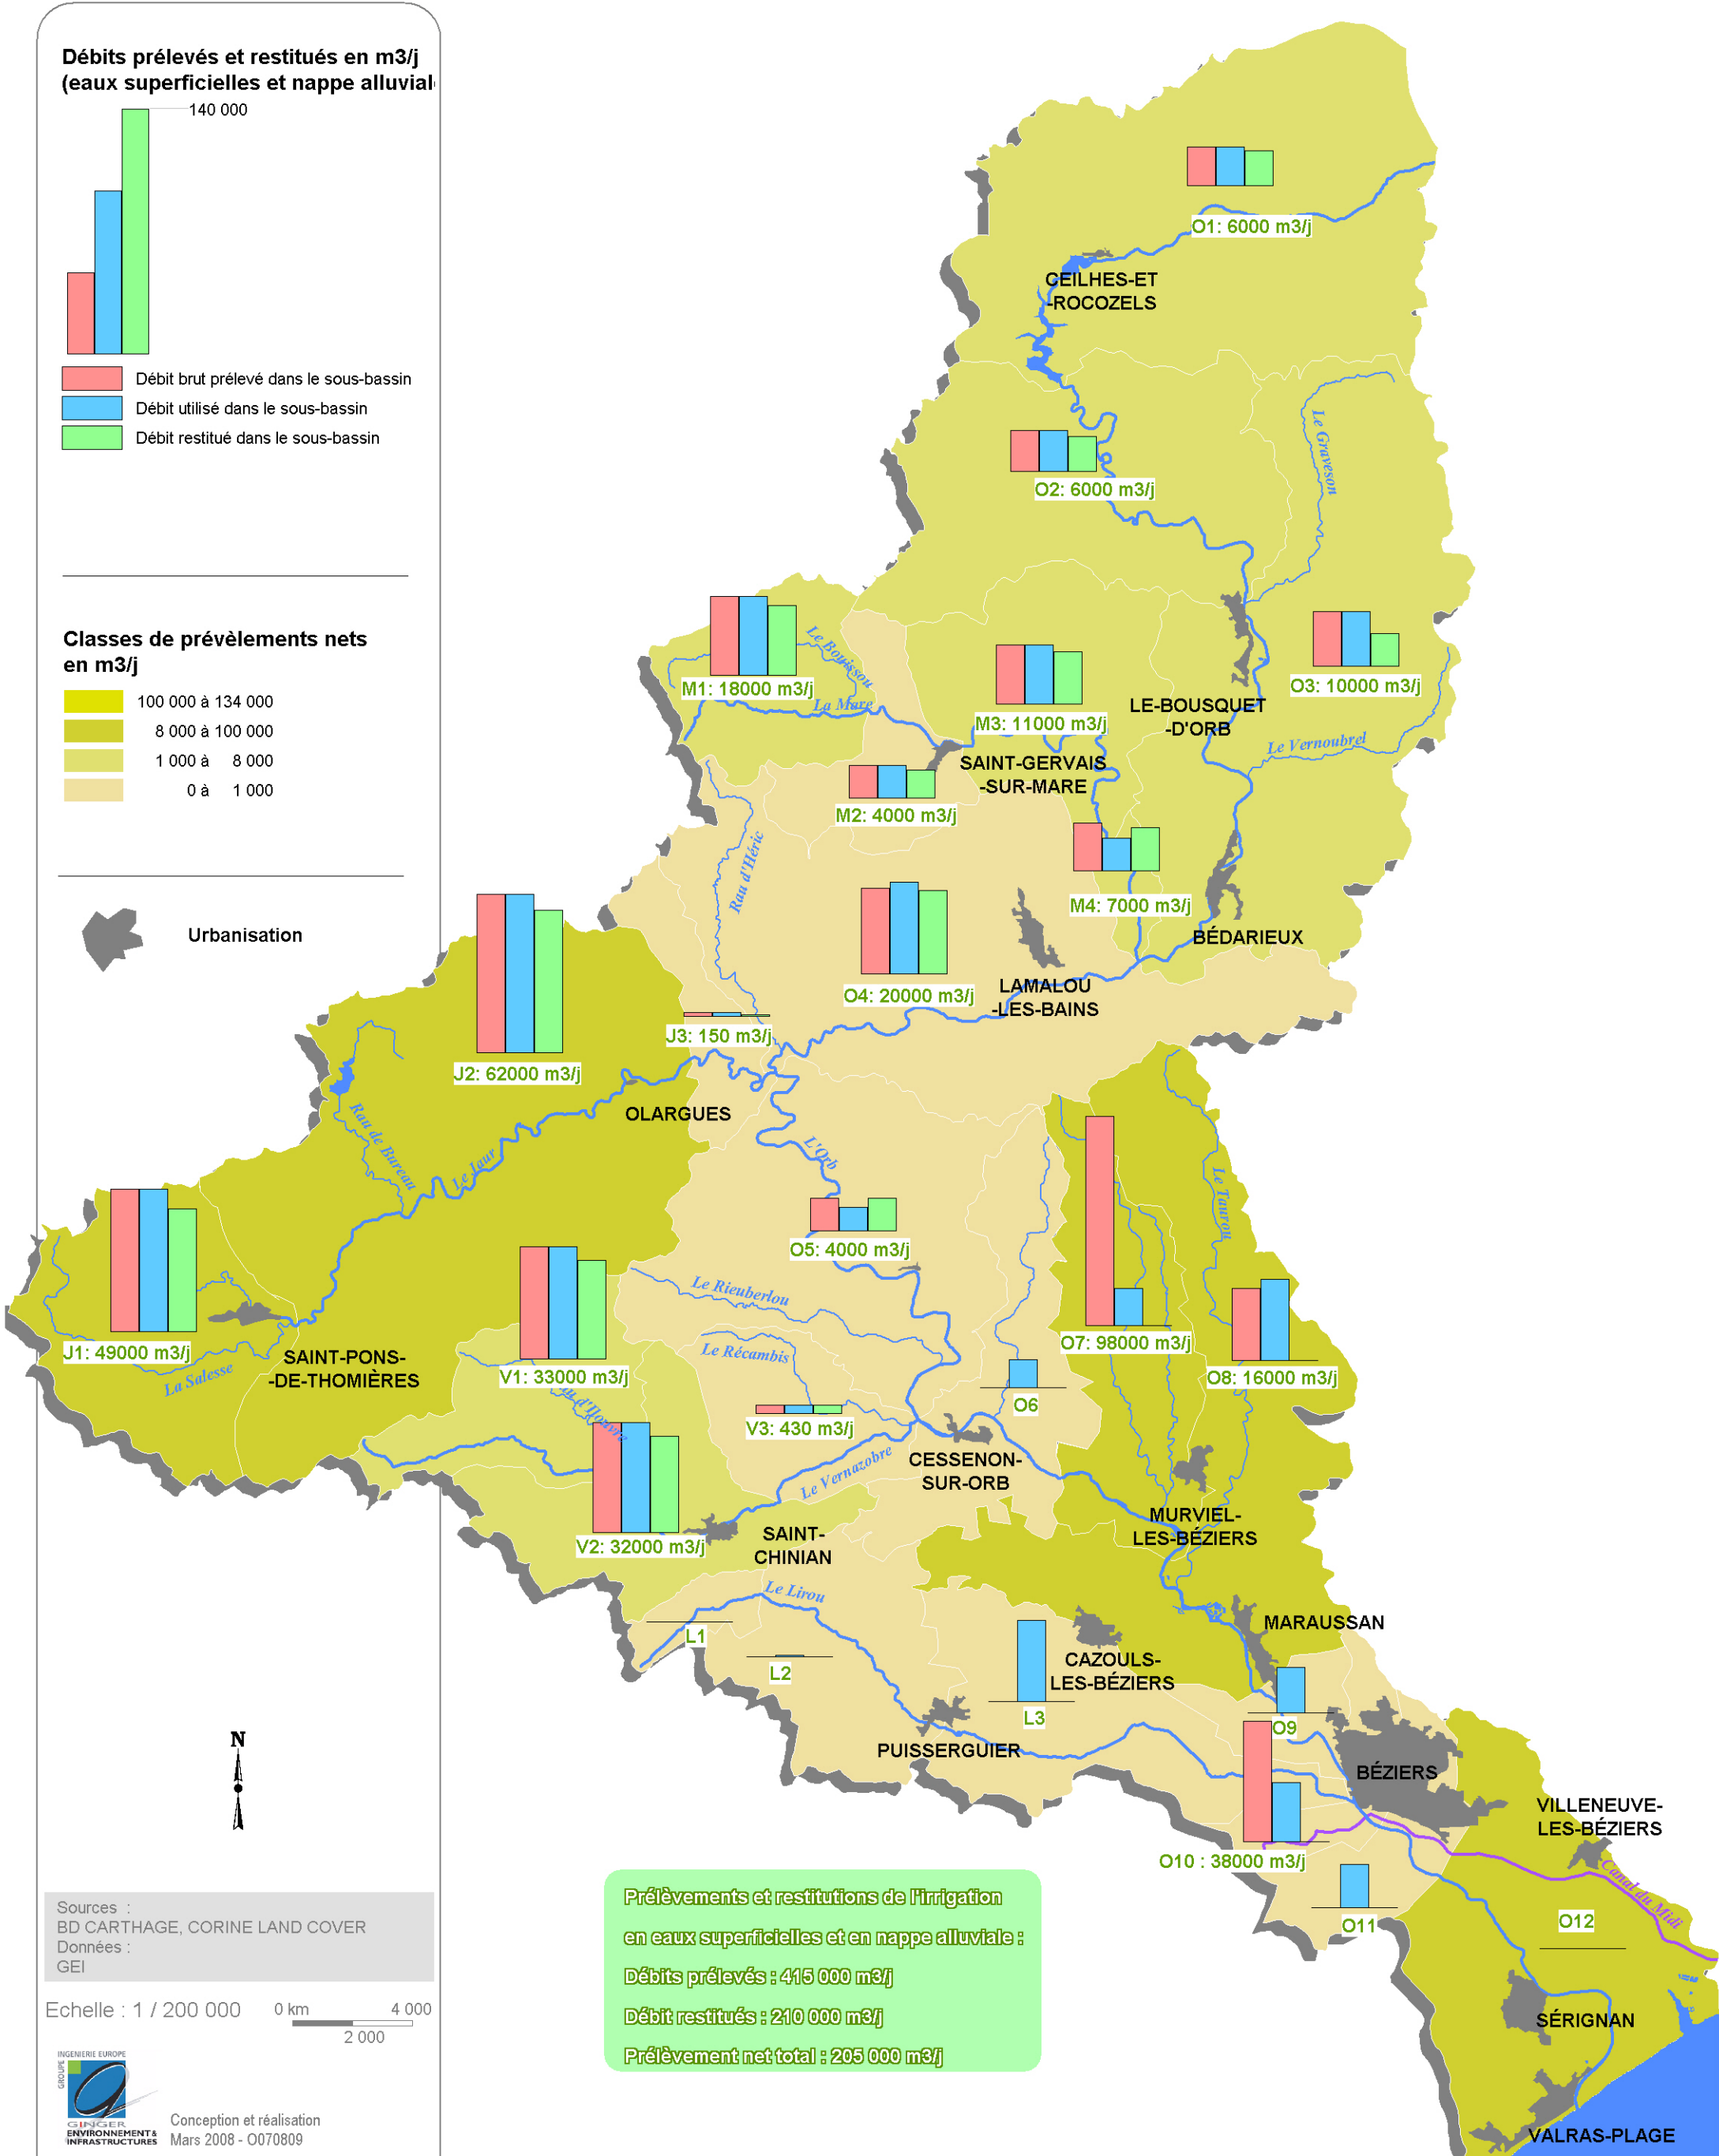 Débits prélevés et restitués en m3/j
(eaux superficielles et nappe alluvial
140 000
Débit brut prélevé dans le sous-bassin
Débit utilisé dans le sous-bassin
Débit restitué dans le sous-bassin
Classes de prévèlements nets
en m3/j
100 000 à 134 000
8 000 à 100 000
1 000 à 8 000
0 à 1 000
Urbanisation
N
Sources :
BD CARTHAGE, CORINE LAND COVER
Données :
GEI
Echelle : 1 / 200 000
0 km 4 000
2 000
GROUPE
INGENIERIE EUROPE
GINGER
ENVIRONNEMENT &
INFRASTRUCTURES
Conception et réalisation
Mars 2008 - O070809
O1: 6000 m3/j
CEILHES-ET
-ROCOZELS
Le Graveson
O2: 6000 m3/j
Le Bouissou
M1: 18000 m3/j
La Mare
M3: 11000 m3/j
O3: 10000 m3/j
LE-BOUSQUET
-D'ORB
Le Vernoubrel
SAINT-GERVAIS
-SUR-MARE
M2: 4000 m3/j
Rau d'Héric
M4: 7000 m3/j
BÉDARIEUX
O4: 20000 m3/j
LAMALOU
-LES-BAINS
J3: 150 m3/j
J2: 62000 m3/j
OLARGUES
Rau de Bureau
Le Jaur
L'Orb
Le Taurou
O5: 4000 m3/j
Le Rieuberlou
J1: 49000 m3/j
La Salesse
SAINT-PONS-
-DE-THOMIÈRES
V1: 33000 m3/j
Le Récambis
O7: 98000 m3/j
O8: 16000 m3/j
O6
V3: 430 m3/j
CESSENON-
SUR-ORB
Le Vernazobre
MURVIEL-
LES-BÉZIERS
V2: 32000 m3/j
SAINT-
CHINIAN
Le Lirou
L1
L2
L3
MARAUSSAN
CAZOULS-
LES-BÉZIERS
O9
PUISSERGUIER
BÉZIERS
VILLENEUVE-
LES-BÉZIERS
O10 : 38000 m3/j
Canal du Midi
O11
O12
SÉRIGNAN
VALRAS-PLAGE
Prélèvements et restitutions de l'irrigation
en eaux superficielles et en nappe alluviale :
Débits prélevés : 415 000 m3/j
Débit restitués : 210 000 m3/j
Prélèvement net total : 205 000 m3/j